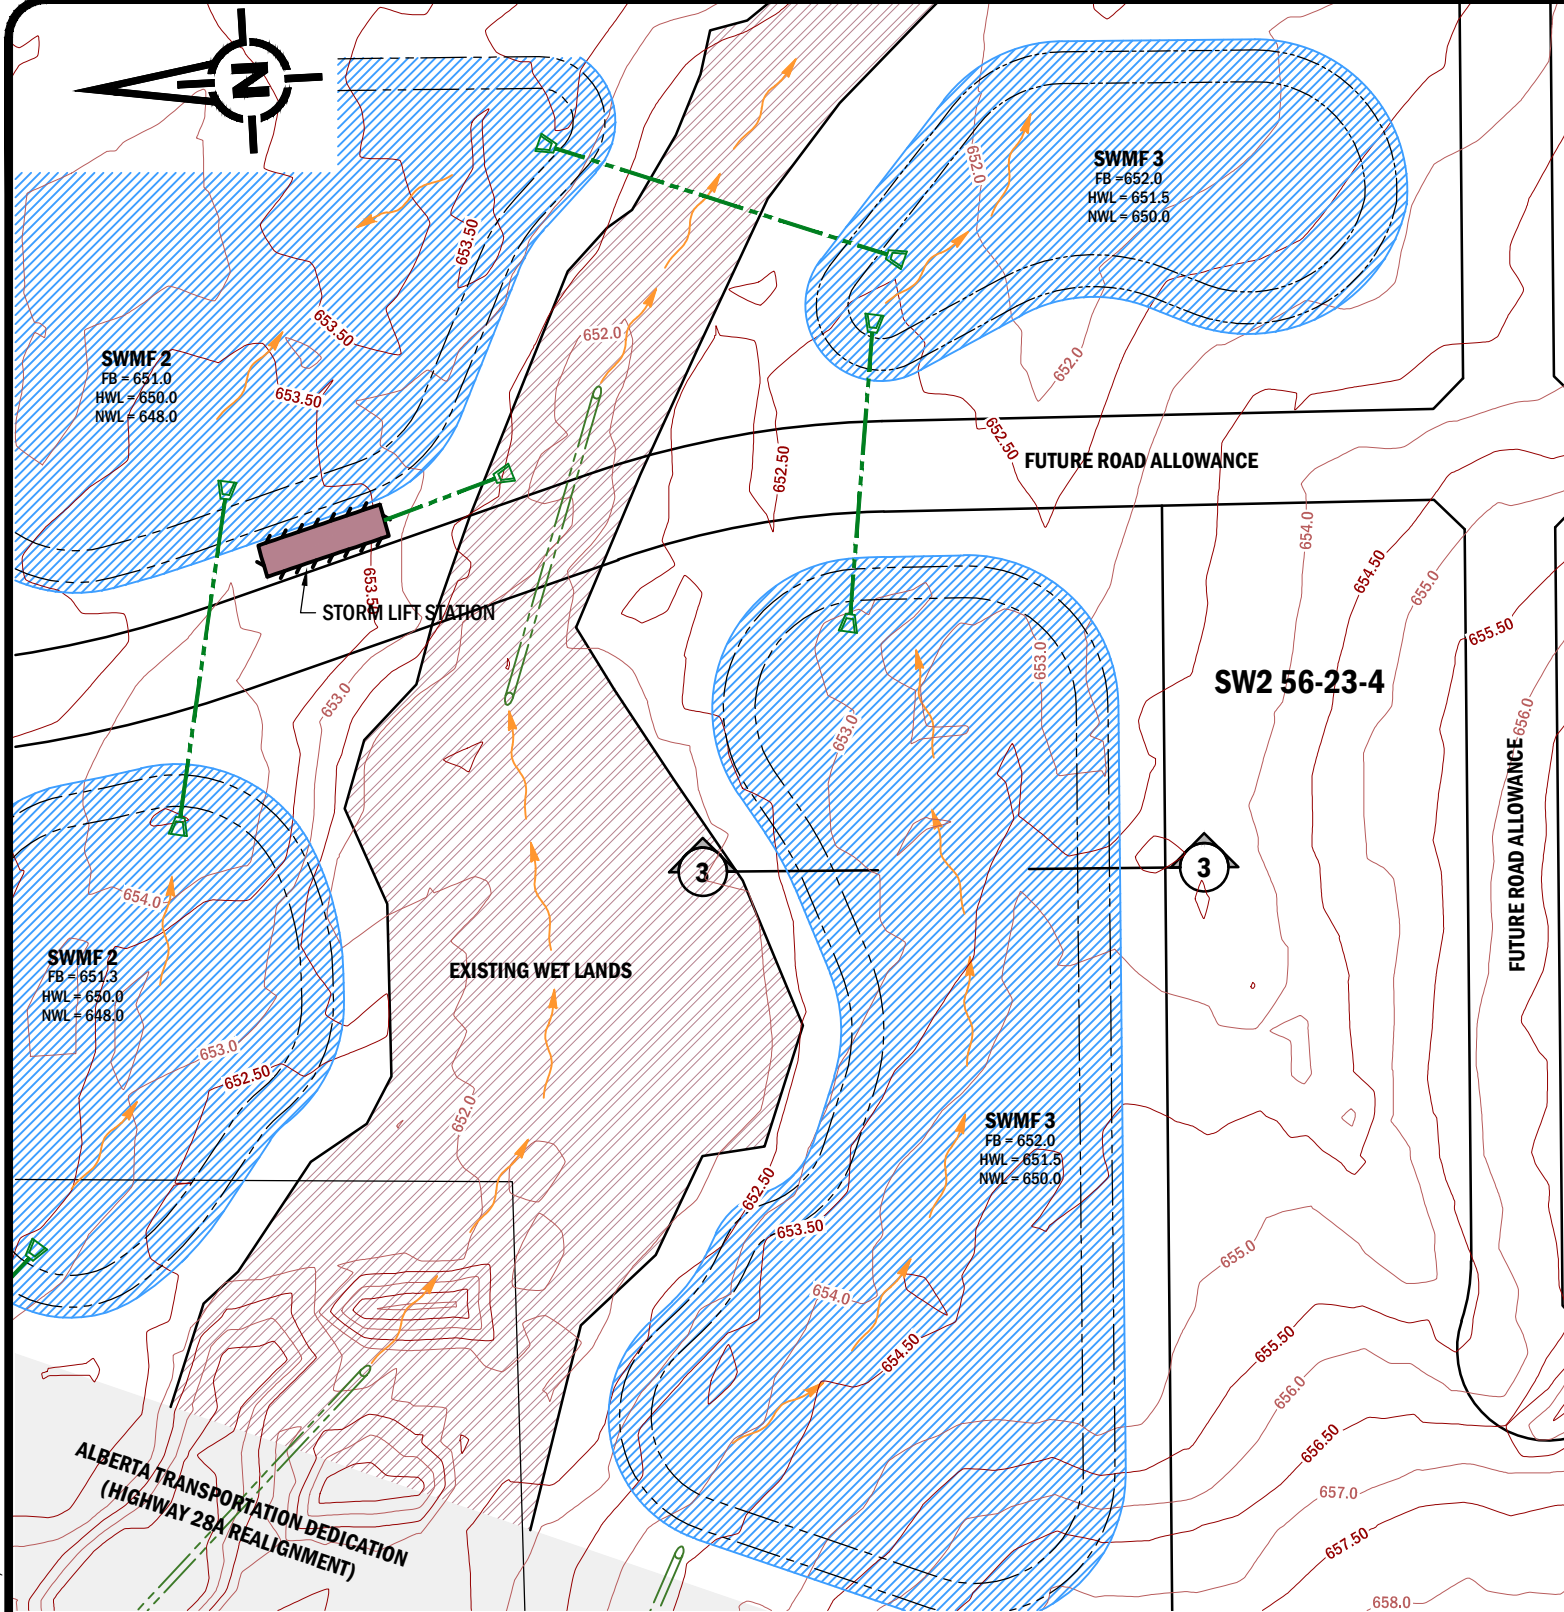 N
SWMF 3
FB =652.0
HWL = 651.5
NWL = 650.0
652.0
653.50
653.50
652.0
SWMF 2
FB = 651.0
HWL = 650.0
NWL = 648.0
653.50
652.0
652.50
652.50
FUTURE ROAD ALLOWANCE
654.0
654.50
655.0
653.50
STORM LIFT STATION
655.50
653.0
653.0
653.0
SW2 56-23-4
656.0
FUTURE ROAD ALLOWANCE
3
3
654.0
SWMF 2
FB = 651.3
HWL = 650.0
NWL = 648.0
EXISTING WET LANDS
653.0
652.50
652.0
SWMF 3
FB = 652.0
HWL = 651.5
NWL = 650.0
652.50
653.50
655.0
654.0
654.50
655.50
656.0
656.50
657.0
657.50
658.0
ALBERTA TRANSPORTATION DEDICATION
(HIGHWAY 28A REALIGNMENT)